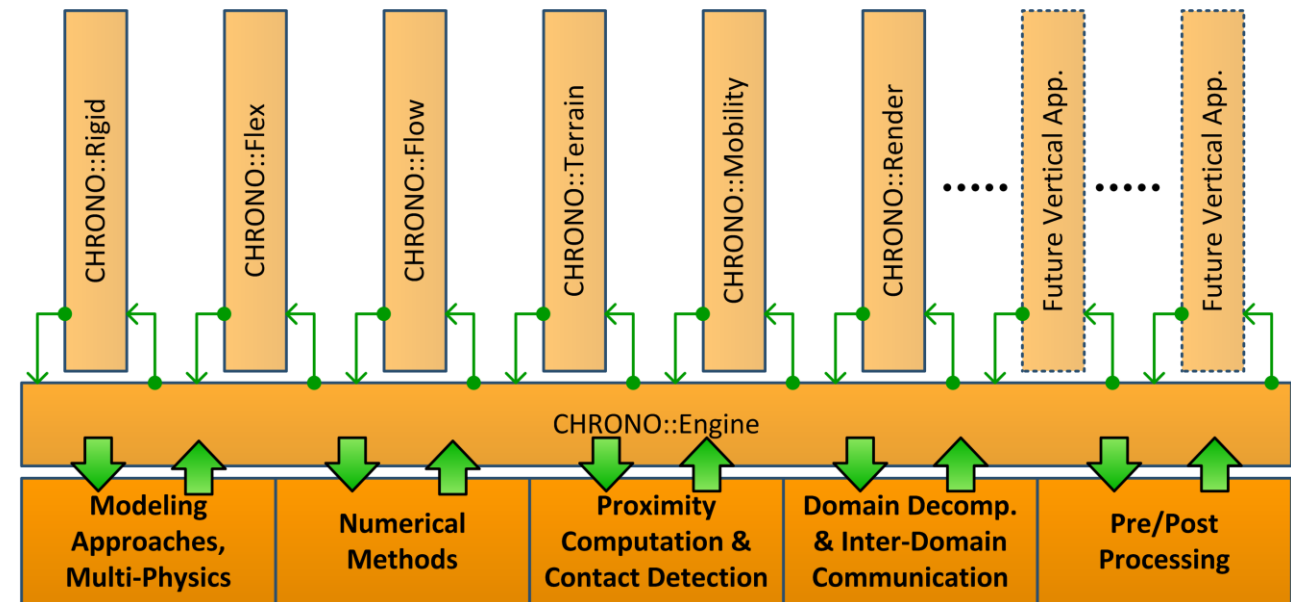 CHRONO::Rigid
CHRONO::Flex
CHRONO::Flow
CHRONO::Terrain
CHRONO::Mobility
CHRONO::Render
Future Vertical App.
Future Vertical App.
CHRONO::Engine
Modeling
Approaches,
Multi-Physics
Numerical
Methods
Proximity
Computation &
Contact Detection
Domain Decomp.
& Inter-Domain
Communication
Pre/Post
Processing